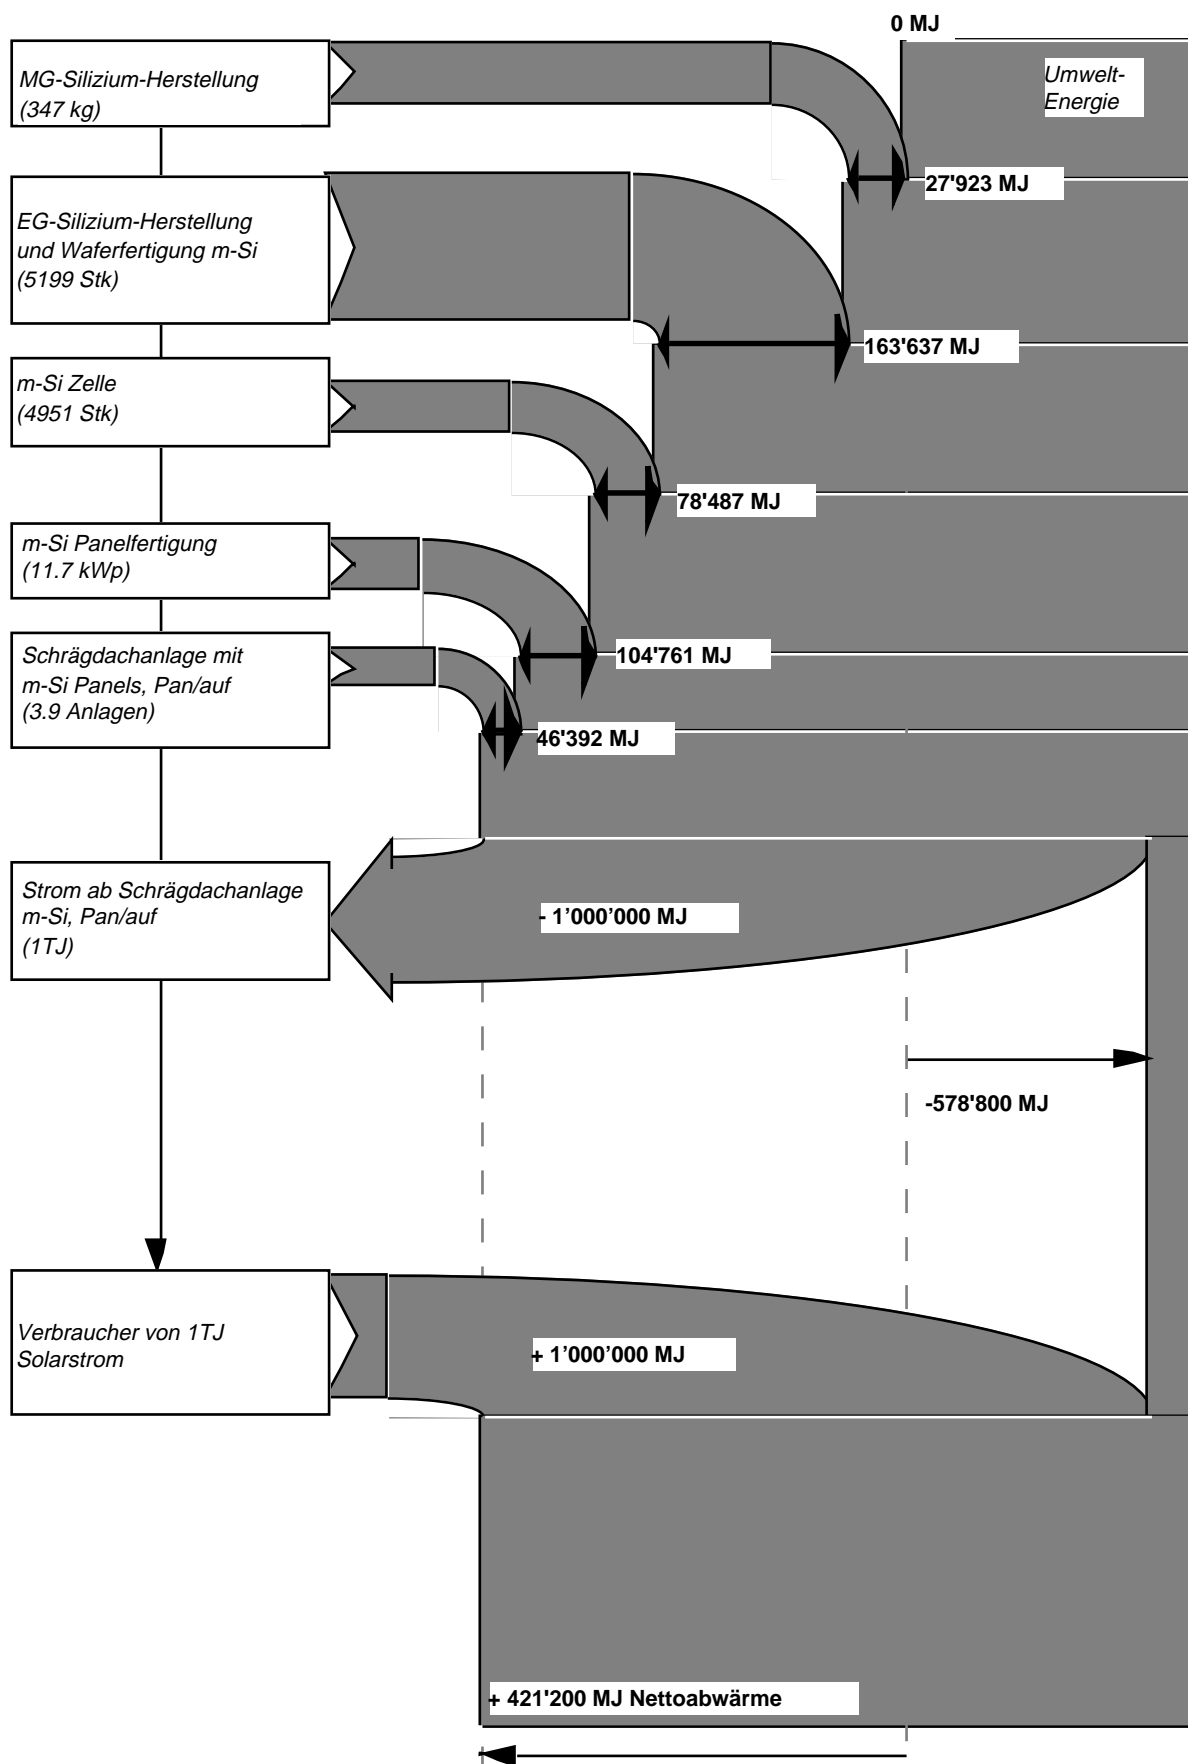 0 MJ
MG-Silizium-Herstellung
(347 kg)
Umwelt-
Energie
27'923 MJ
EG-Silizium-Herstellung
und Waferfertigung m-Si
(5199 Stk)
163'637 MJ
m-Si Zelle
(4951 Stk)
78'487 MJ
m-Si Panelfertigung
(11.7 kWp)
104'761 MJ
Schrägdachanlage mit
m-Si Panels, Pan/auf
(3.9 Anlagen)
46'392 MJ
Strom ab Schrägdachanlage
m-Si, Pan/auf
(1TJ)
- 1’000’000 MJ
-578'800 MJ
Verbraucher von 1TJ
Solarstrom
+ 1’000’000 MJ
+ 421'200 MJ Nettoabwärme